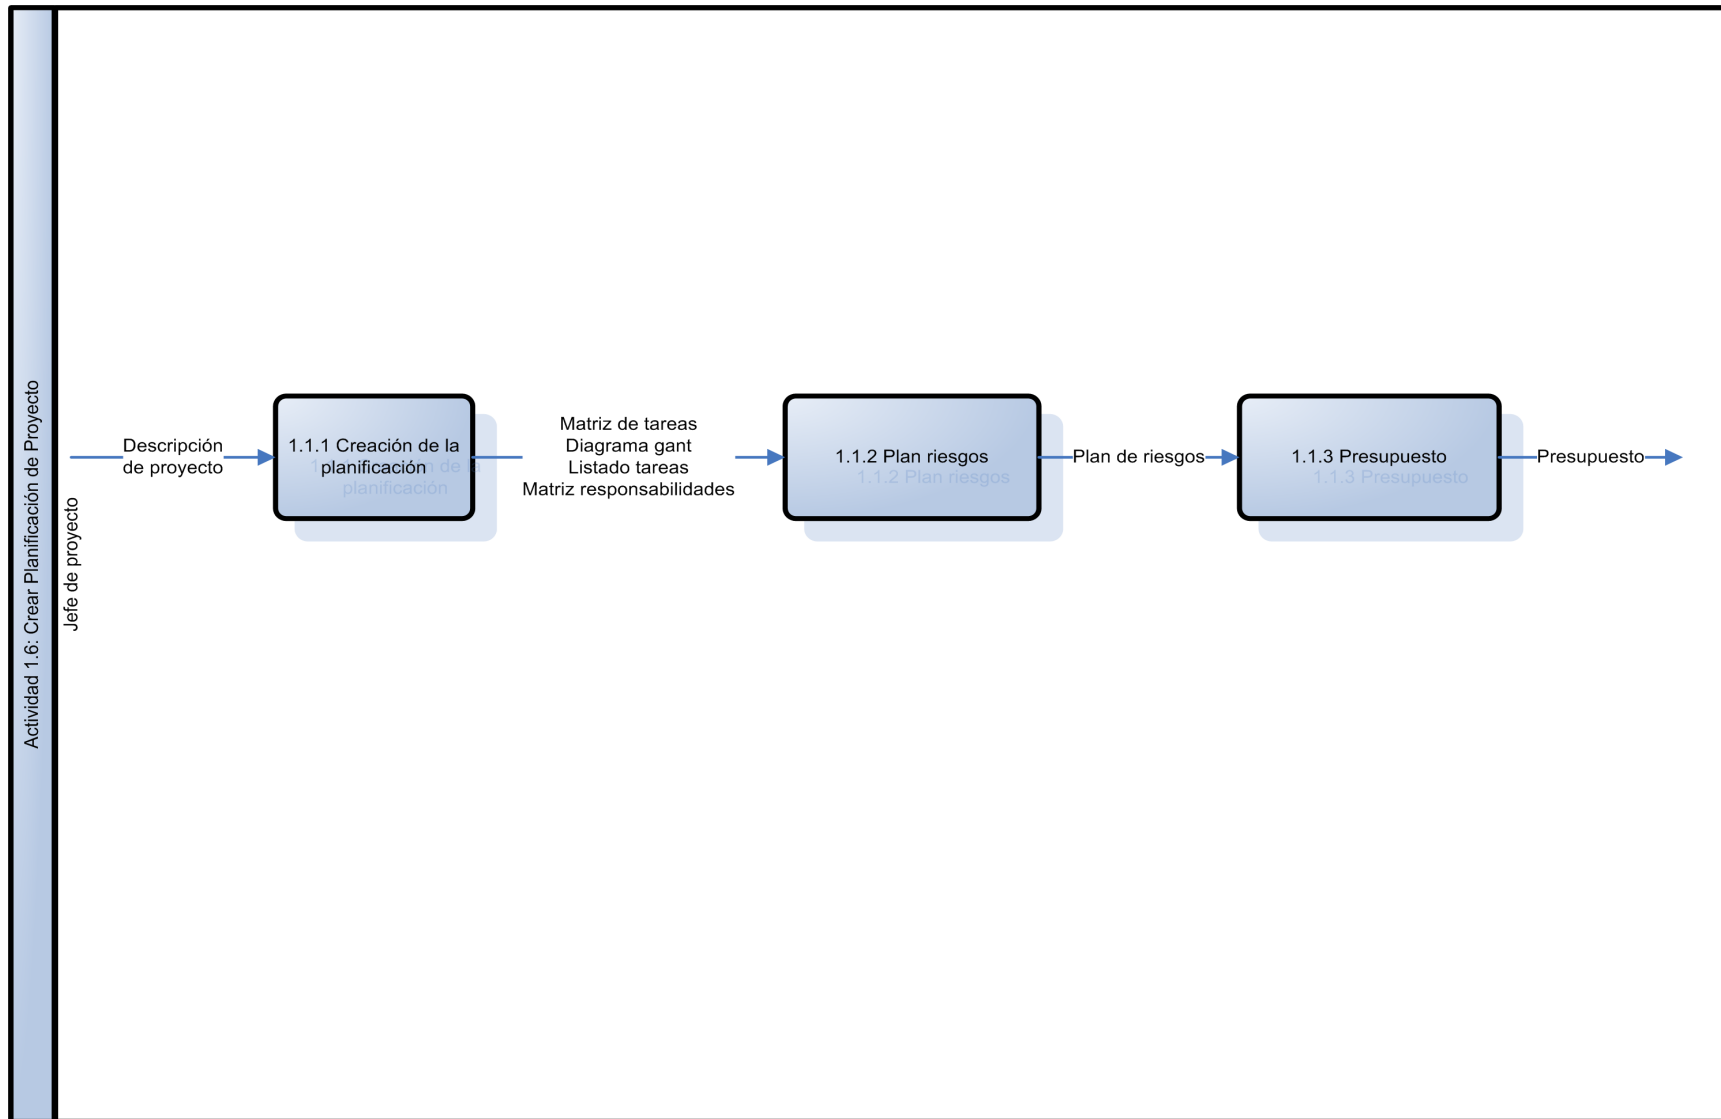 Actividad 1.6: Crear Planificación de Proyecto
Jefe de proyecto
Descripción
de proyecto
1.1.1 Creación de la
planificación
Matriz de tareas
Diagrama gant
Listado tareas
Matriz responsabilidades
1.1.2 Plan riesgos
Plan de riesgos
1.1.3 Presupuesto
Presupuesto